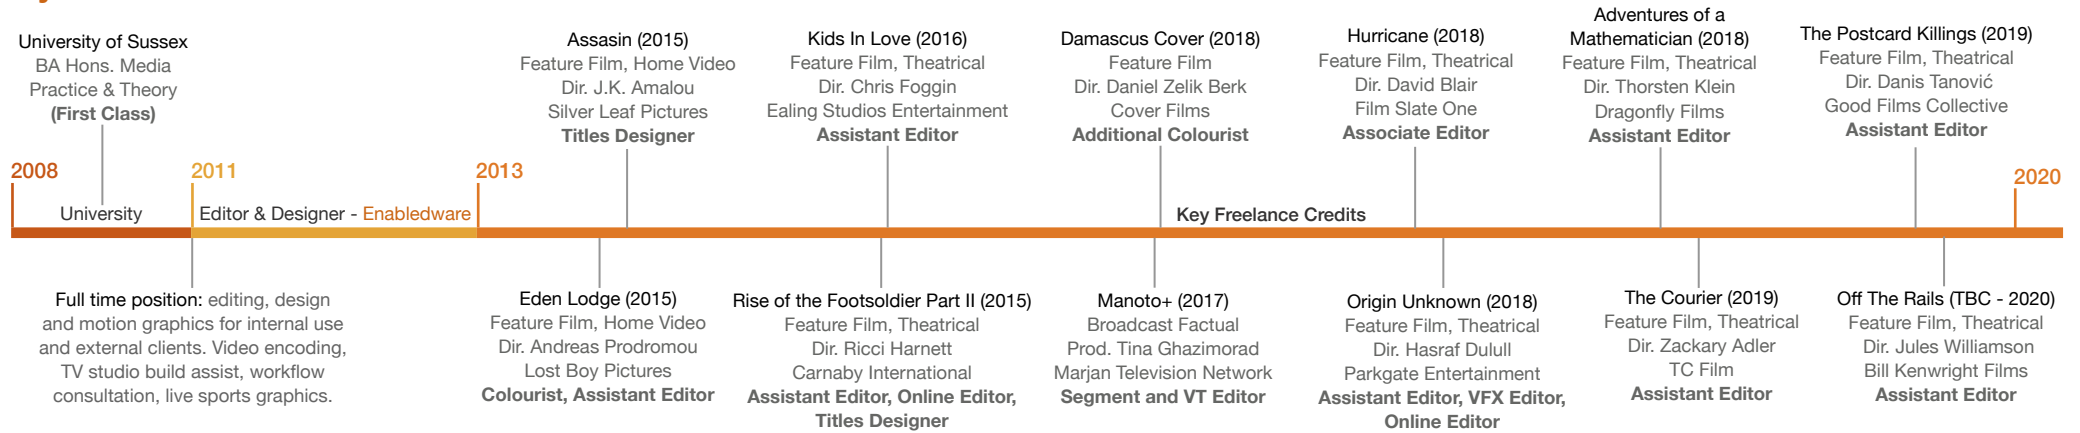 University of Sussex
BA Hons. Media
Practice & Theory
(First Class)
Assasin (2015)
Feature Film, Home Video
Dir. J.K. Amalou
Silver Leaf Pictures
Titles Designer
Kids In Love (2016)
Feature Film, Theatrical
Dir. Chris Foggin
Ealing Studios Entertainment
Assistant Editor
Damascus Cover (2018)
Feature Film
Dir. Daniel Zelik Berk
Cover Films
Additional Colourist
Hurricane (2018)
Feature Film, Theatrical
Dir. David Blair
Film Slate One
Associate Editor
Adventures of a
Mathematician (2018)
Feature Film, Theatrical
Dir. Thorsten Klein
Dragonfly Films
Assistant Editor
The Postcard Killings (2019)
Feature Film, Theatrical
Dir. Danis Tanović
Good Films Collective
Assistant Editor
2008
2011
2013
2020
University
Editor & Designer - Enabledware
Key Freelance Credits
Full time position: editing, design
and motion graphics for internal use
and external clients. Video encoding,
TV studio build assist, workflow
consultation, live sports graphics.
Eden Lodge (2015)
Feature Film, Home Video
Dir. Andreas Prodromou
Lost Boy Pictures
Colourist, Assistant Editor
Rise of the Footsoldier Part II (2015)
Feature Film, Theatrical
Dir. Ricci Harnett
Carnaby International
Assistant Editor, Online Editor,
Titles Designer
Manoto+ (2017)
Broadcast Factual
Prod. Tina Ghazimorad
Marjan Television Network
Segment and VT Editor
Origin Unknown (2018)
Feature Film, Theatrical
Dir. Hasraf Dulull
Parkgate Entertainment
Assistant Editor, VFX Editor,
Online Editor
The Courier (2019)
Feature Film, Theatrical
Dir. Zackary Adler
TC Film
Assistant Editor
Off The Rails (TBC - 2020)
Feature Film, Theatrical
Dir. Jules Williamson
Bill Kenwright Films
Assistant Editor